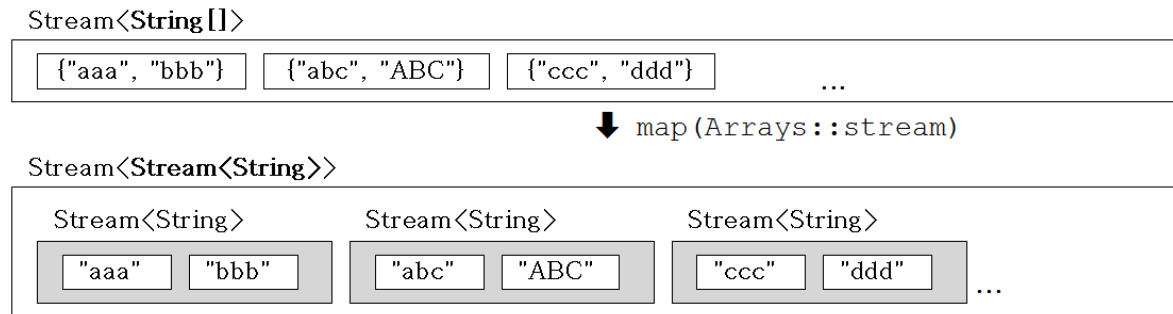 Stream<String[]>
{"aaa", "bbb"} {"abc", "ABC"} {"ccc", "ddd"} ...
⬇ map(Arrays::stream)
Stream<Stream<String>>
Stream<String> Stream<String> Stream<String>
"aaa" "bbb" "abc" "ABC" "ccc" "ddd" ...